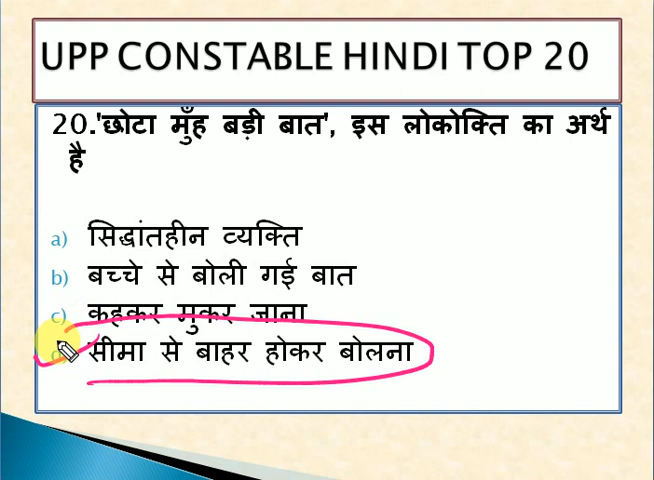 UPP CONSTABLE HINDI TOP 20
20.'छोटा मुँह बड़ी बात', इस लोकोक्ति का अर्थ
है
a) सिद्धांतहीन व्यक्ति
b) बच्चे से बोली गई बात
c) कहकर मुकर जाना
सीमा से बाहर होकर बोलना